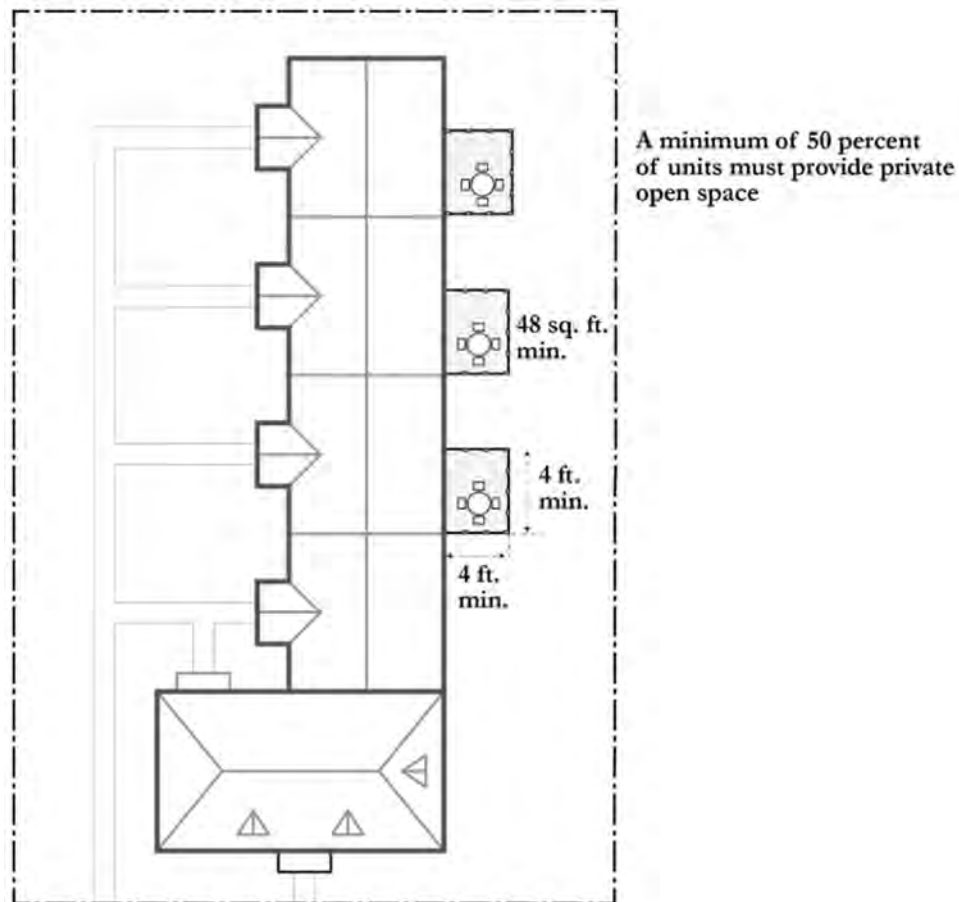 A minimum of 50 percent
of units must provide private
open space
48 sq. ft.
min.
4 ft.
min.
4 ft.
min.